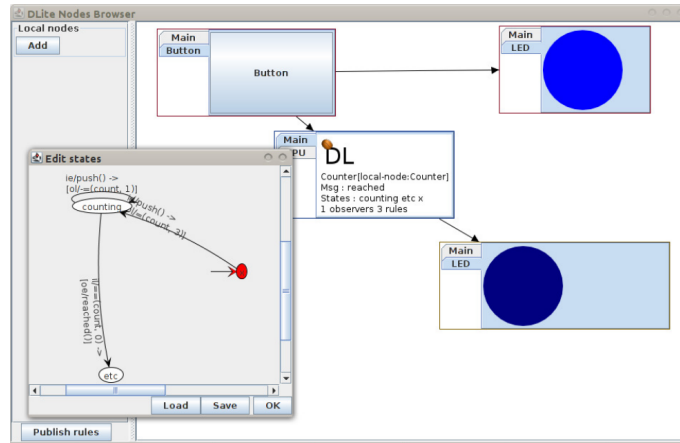 DLite Nodes Browser
Local nodes
Add
Main
Button
Button
Main
LED
Main
PU
DL
Counter[local-node:Counter]
Msg : reached
States : counting etc x
1 observers 3 rules
Main
LED
Edit states
ie/push() ->
[ol/-=(count, 1)]
counting
/push() ->
/=(count, 3)]
il/==(count, 0) ->
[oe/reached()]
etc
Load
Save
OK
Publish rules